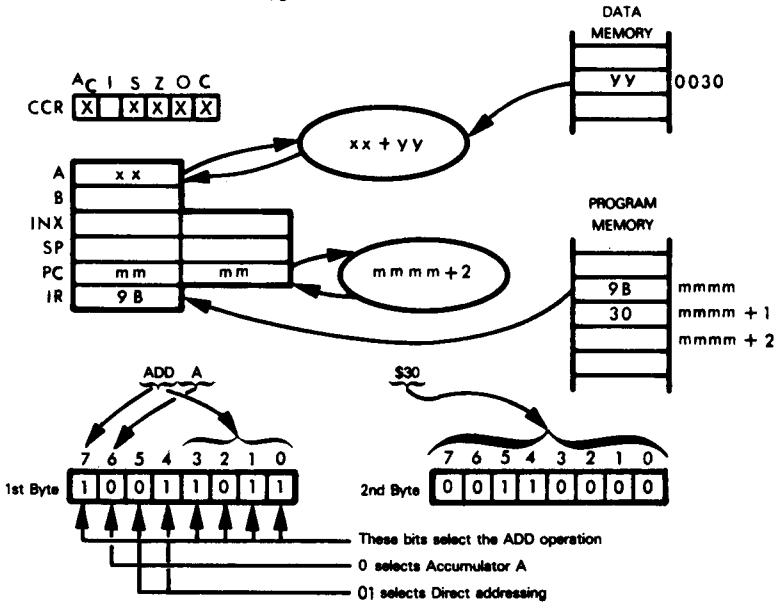 DATA
MEMORY
yy 0030
AC I S Z O C
CCR X X X X X
xx + yy
A xx
B
INX
SP
PC mm mm
IR 9B
mmmm + 2
PROGRAM
MEMORY
9B mmmm
30 mmmm + 1
mmmm + 2
ADD A
$30
7 6 5 4 3 2 1 0
1st Byte 1 0 0 1 1 0 1 1
7 6 5 4 3 2 1 0
2nd Byte 0 0 1 1 0 0 0 0
These bits select the ADD operation
0 selects Accumulator A
01 selects Direct addressing